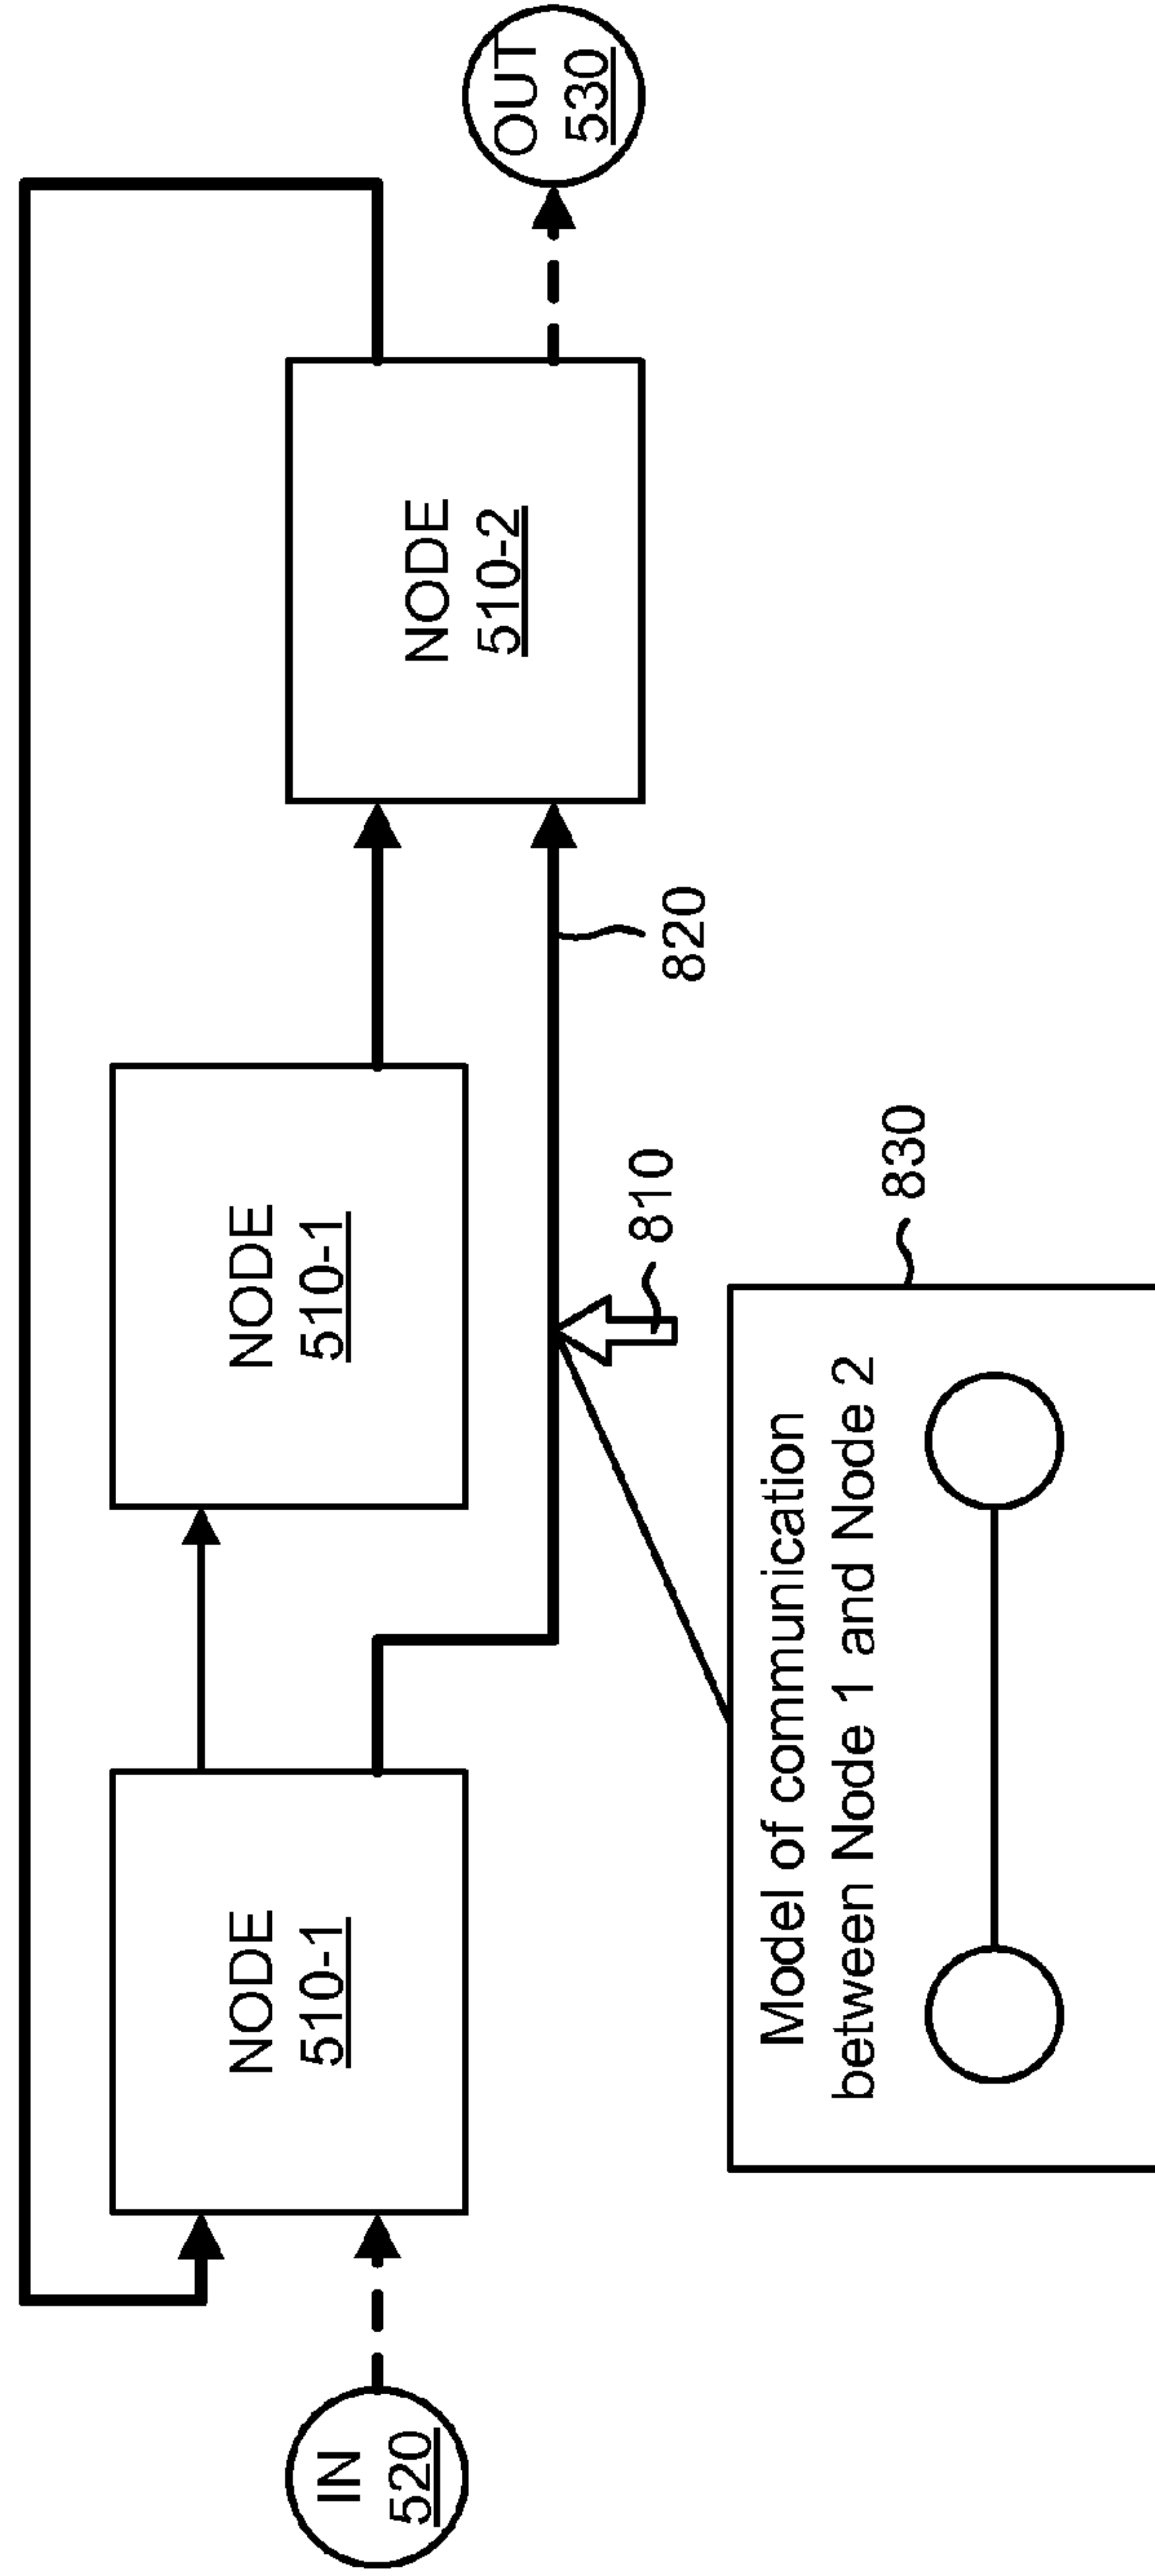 IN
520
NODE
510-1
NODE
510-1
NODE
510-2
OUT
530
820
810
830
Model of communication
between Node 1 and Node 2